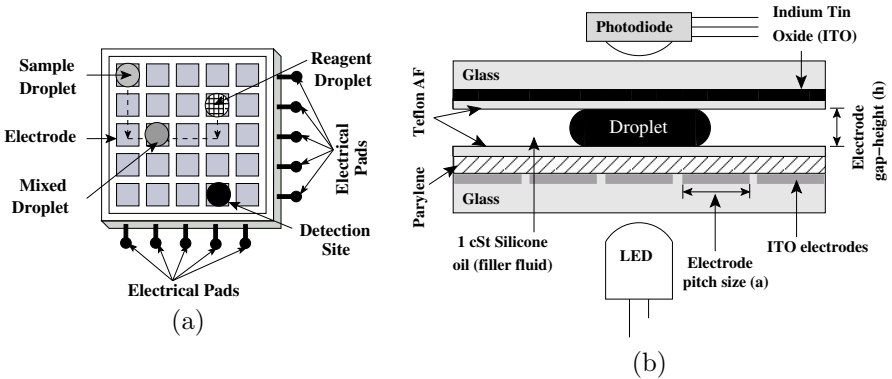 Sample
Droplet
Electrode
Mixed
Droplet
Reagent
Droplet
Electrical
Pads
Detection
Site
Electrical Pads
(a)
Photodiode
Indium Tin
Oxide (ITO)
Glass
Teflon AF
Droplet
Electrode
gap−height (h)
Parylene
Glass
1 cSt Silicone
oil (filler fluid)
LED
Electrode
pitch size (a)
ITO electrodes
(b)